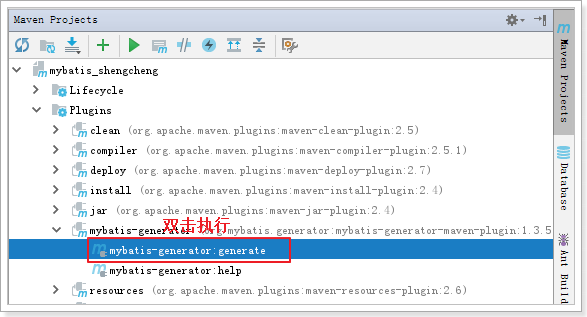 Maven Projects
mybatis_shengcheng
Lifecycle
Plugins
clean (org.apache.maven.plugins:maven-clean-plugin:2.5)
compiler (org.apache.maven.plugins:maven-compiler-plugin:2.5.1)
deploy (org.apache.maven.plugins:maven-deploy-plugin:2.7)
install (org.apache.maven.plugins:maven-install-plugin:2.4)
jar (org.apache.maven.plugins:maven-jar-plugin:2.4)
双击执行
mybatis-generator (org.mybatis.generator:mybatis-generator-maven-plugin:1.3.5
mybatis-generator:generate
mybatis-generator:help
resources (org.apache.maven.plugins:maven-resources-plugin:2.6)
Maven Projects
Database
Ant Build